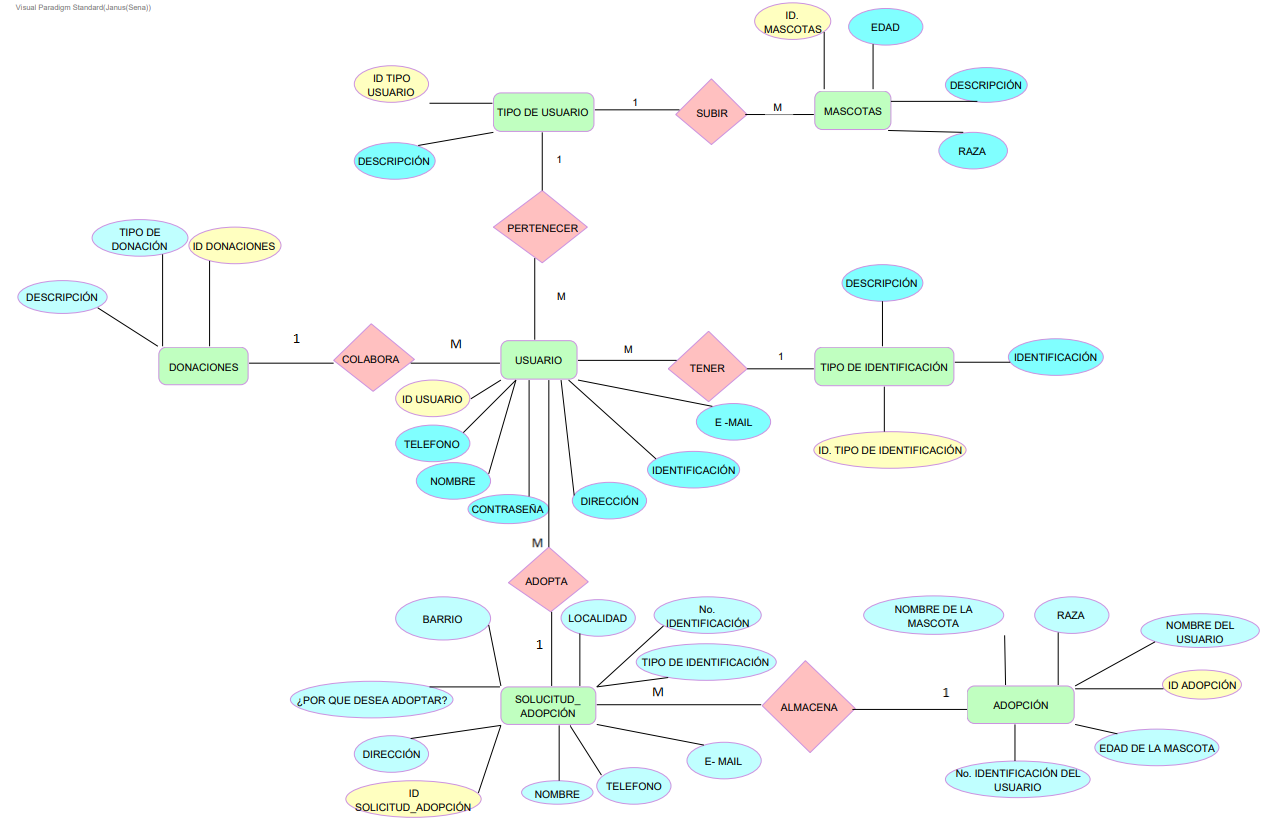 Visual Paradigm Standard(Janus(Sena))
ID.
MASCOTAS
EDAD
ID TIPO
USUARIO
DESCRIPCIÓN
TIPO DE USUARIO
1
SUBIR
M
MASCOTAS
DESCRIPCIÓN
RAZA
1
PERTENECER
M
TIPO DE
DONACIÓN
ID DONACIONES
DESCRIPCIÓN
DONACIONES
1
COLABORA
M
USUARIO
M
TENER
1
TIPO DE IDENTIFICACIÓN
DESCRIPCIÓN
IDENTIFICACIÓN
ID. TIPO DE IDENTIFICACIÓN
ID USUARIO
TELEFONO
NOMBRE
CONTRASEÑA
DIRECCIÓN
IDENTIFICACIÓN
E -MAIL
M
ADOPTA
1
BARRIO
LOCALIDAD
No.
IDENTIFICACIÓN
TIPO DE IDENTIFICACIÓN
¿POR QUE DESEA ADOPTAR?
SOLICITUD_
ADOPCIÓN
M
ALMACENA
1
ADOPCIÓN
DIRECCIÓN
ID
SOLICITUD_ADOPCIÓN
NOMBRE
TELEFONO
E- MAIL
NOMBRE DE LA
MASCOTA
RAZA
NOMBRE DEL
USUARIO
ID ADOPCIÓN
EDAD DE LA MASCOTA
No. IDENTIFICACIÓN DEL
USUARIO